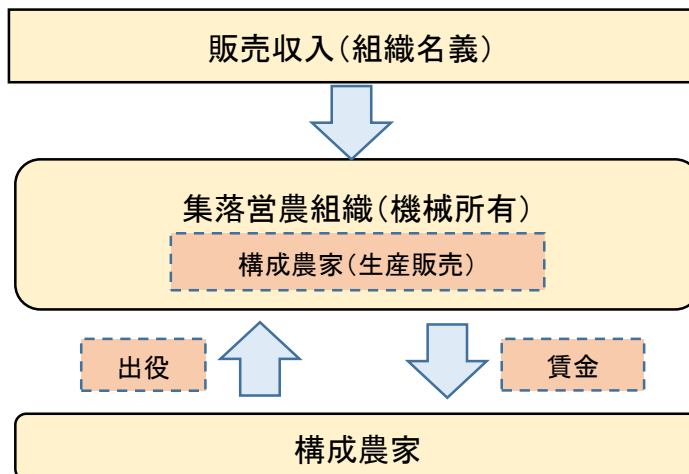 販売収入(組織名義)
集落営農組織(機械所有)
構成農家(生産販売)
出役
賃金
構成農家